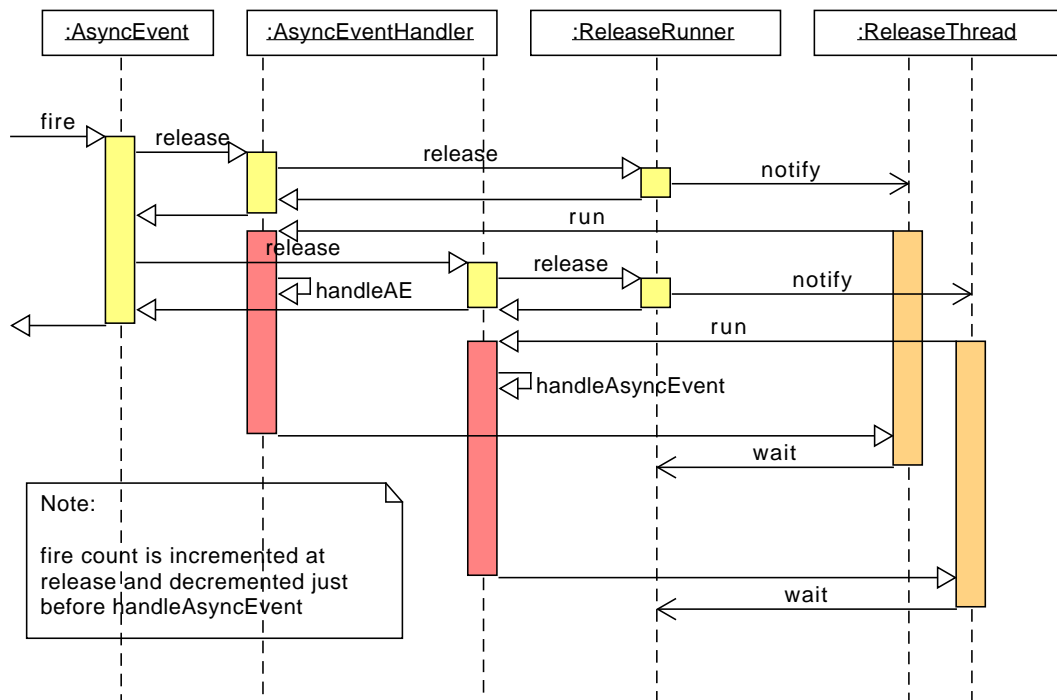 :AsyncEvent
:AsyncEventHandler
:ReleaseRunner
:ReleaseThread
fire
release
release
notify
run
release
release
handleAE
notify
run
handleAsyncEvent
wait
Note:
fire count is incremented at
release and decremented just
before handleAsyncEvent
wait